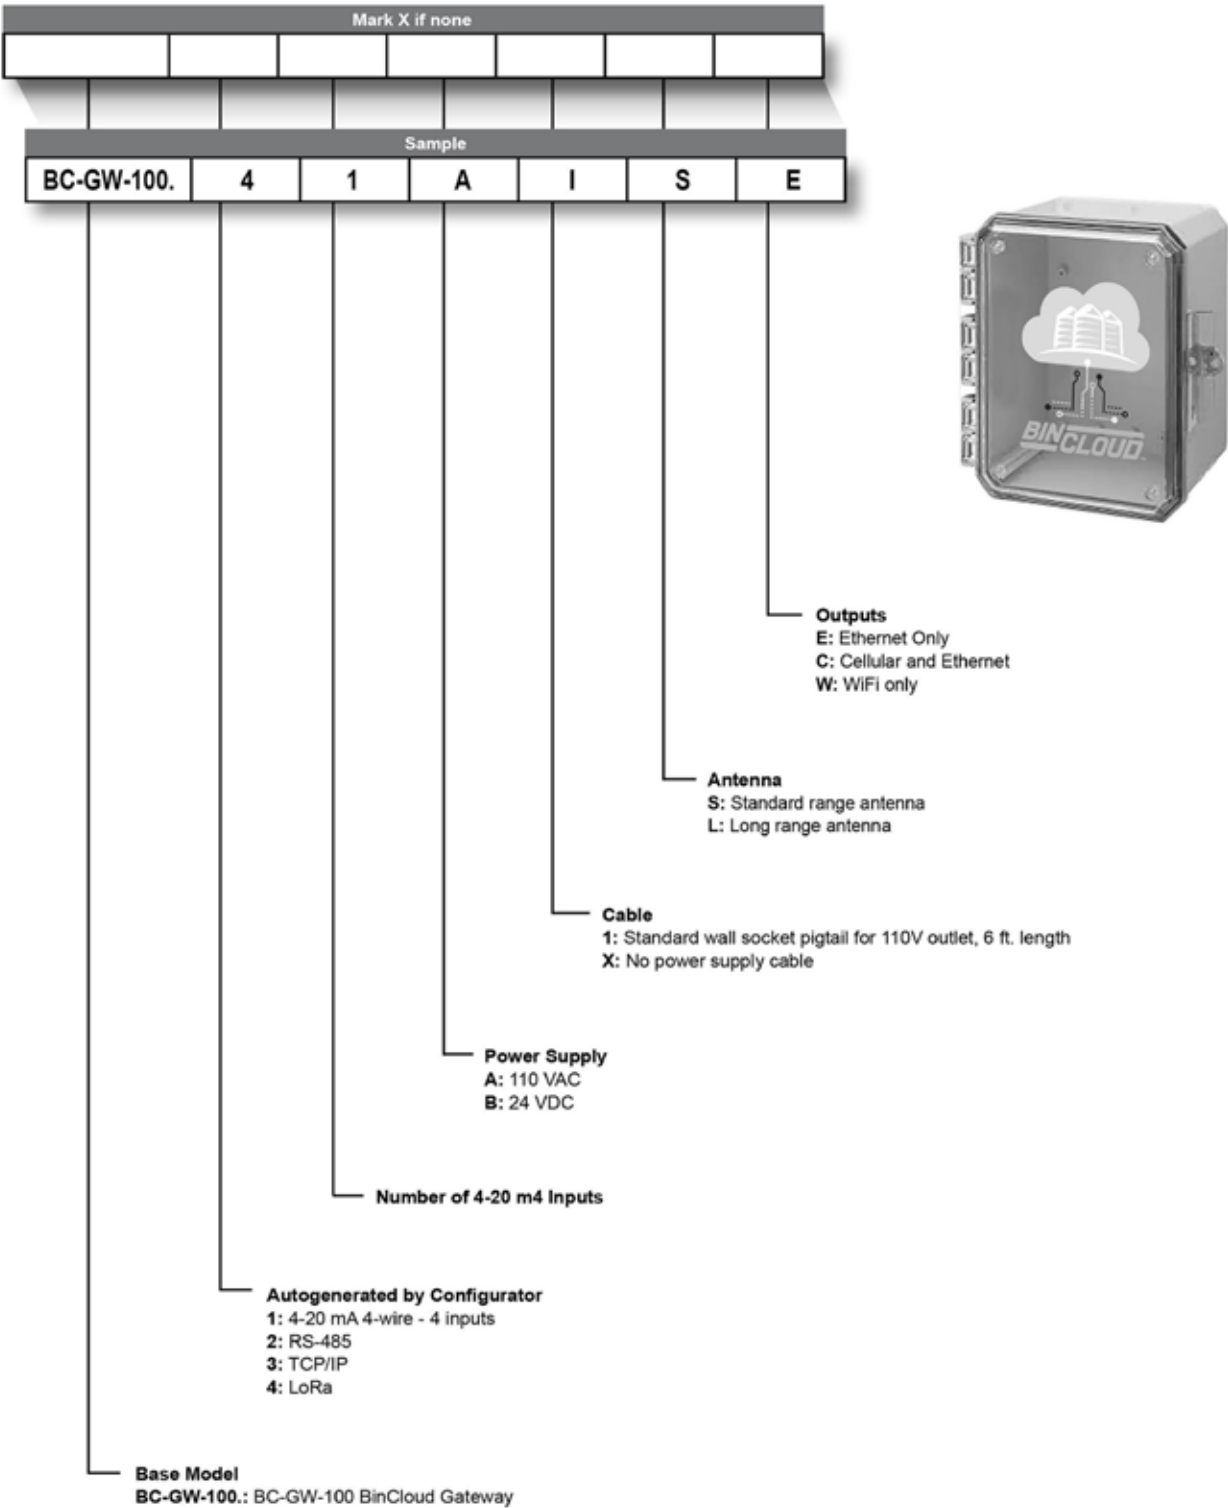 Mark X if none
Sample
BC-GW-100. 4 1 A I S E
BINCLOUD
Outputs
E: Ethernet Only
C: Cellular and Ethernet
W: WiFi only
Antenna
S: Standard range antenna
L: Long range antenna
Cable
1: Standard wall socket pigtail for 110V outlet, 6 ft. length
X: No power supply cable
Power Supply
A: 110 VAC
B: 24 VDC
Number of 4-20 m4 Inputs
Autogenerated by Configurator
1: 4-20 mA 4-wire - 4 inputs
2: RS-485
3: TCP/IP
4: LoRa
Base Model
BC-GW-100.: BC-GW-100 BinCloud Gateway